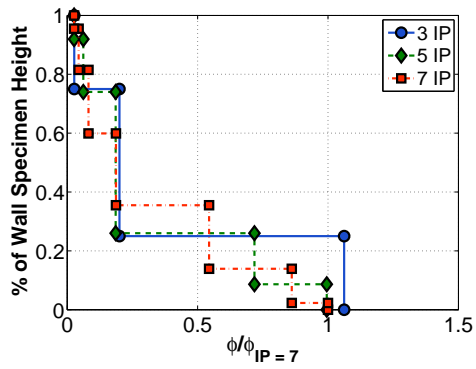 % of Wall Specimen Height
1
0.8
0.6
0.4
0.2
0
0
0.5
1
1.5
ϕ/ϕIP = 7
3 IP
5 IP
7 IP